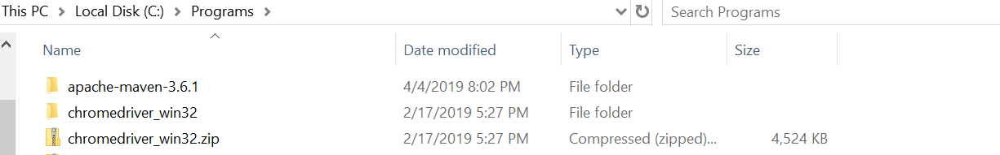 This PC > Local Disk (C:) > Programs > Search Programs
Name Date modified Type Size
apache-maven-3.6.1 4/4/2019 8:02 PM File folder
chromedriver_win32 2/17/2019 5:27 PM File folder
chromedriver_win32.zip 2/17/2019 5:27 PM Compressed (zipped)... 4,524 KB